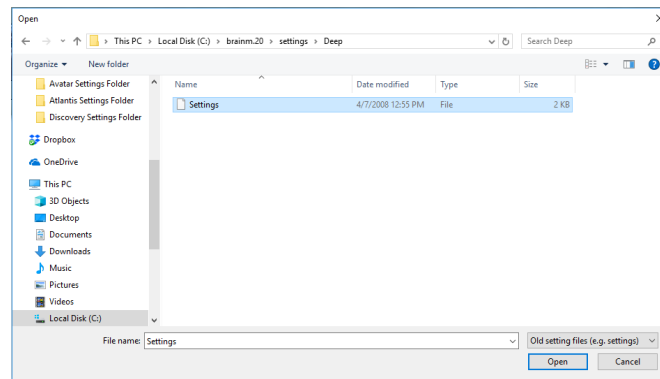 Open
This PC > Local Disk (C:) > brainm.20 > settings > Deep
Search Deep
Organize
New folder
Avatar Settings Folder
Atlantis Settings Folder
Discovery Settings Folder
Dropbox
OneDrive
This PC
3D Objects
Desktop
Documents
Downloads
Music
Pictures
Videos
Local Disk (C:)
Name Date modified Type Size
Settings 4/7/2008 12:55 PM File 2 KB
File name: Settings
Old setting files (e.g. settings)
Open Cancel